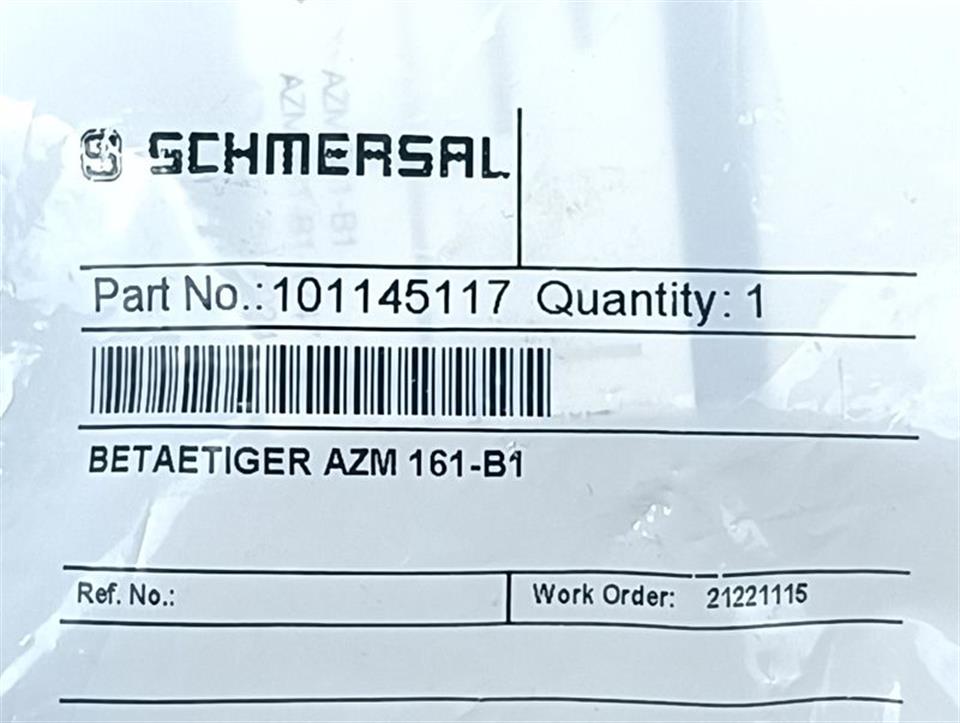 SCHMERSAL
Part No.:101145117 Quantity: 1
BETAETIGER AZM 161-B1
Ref. No.:
Work Order: 21221115